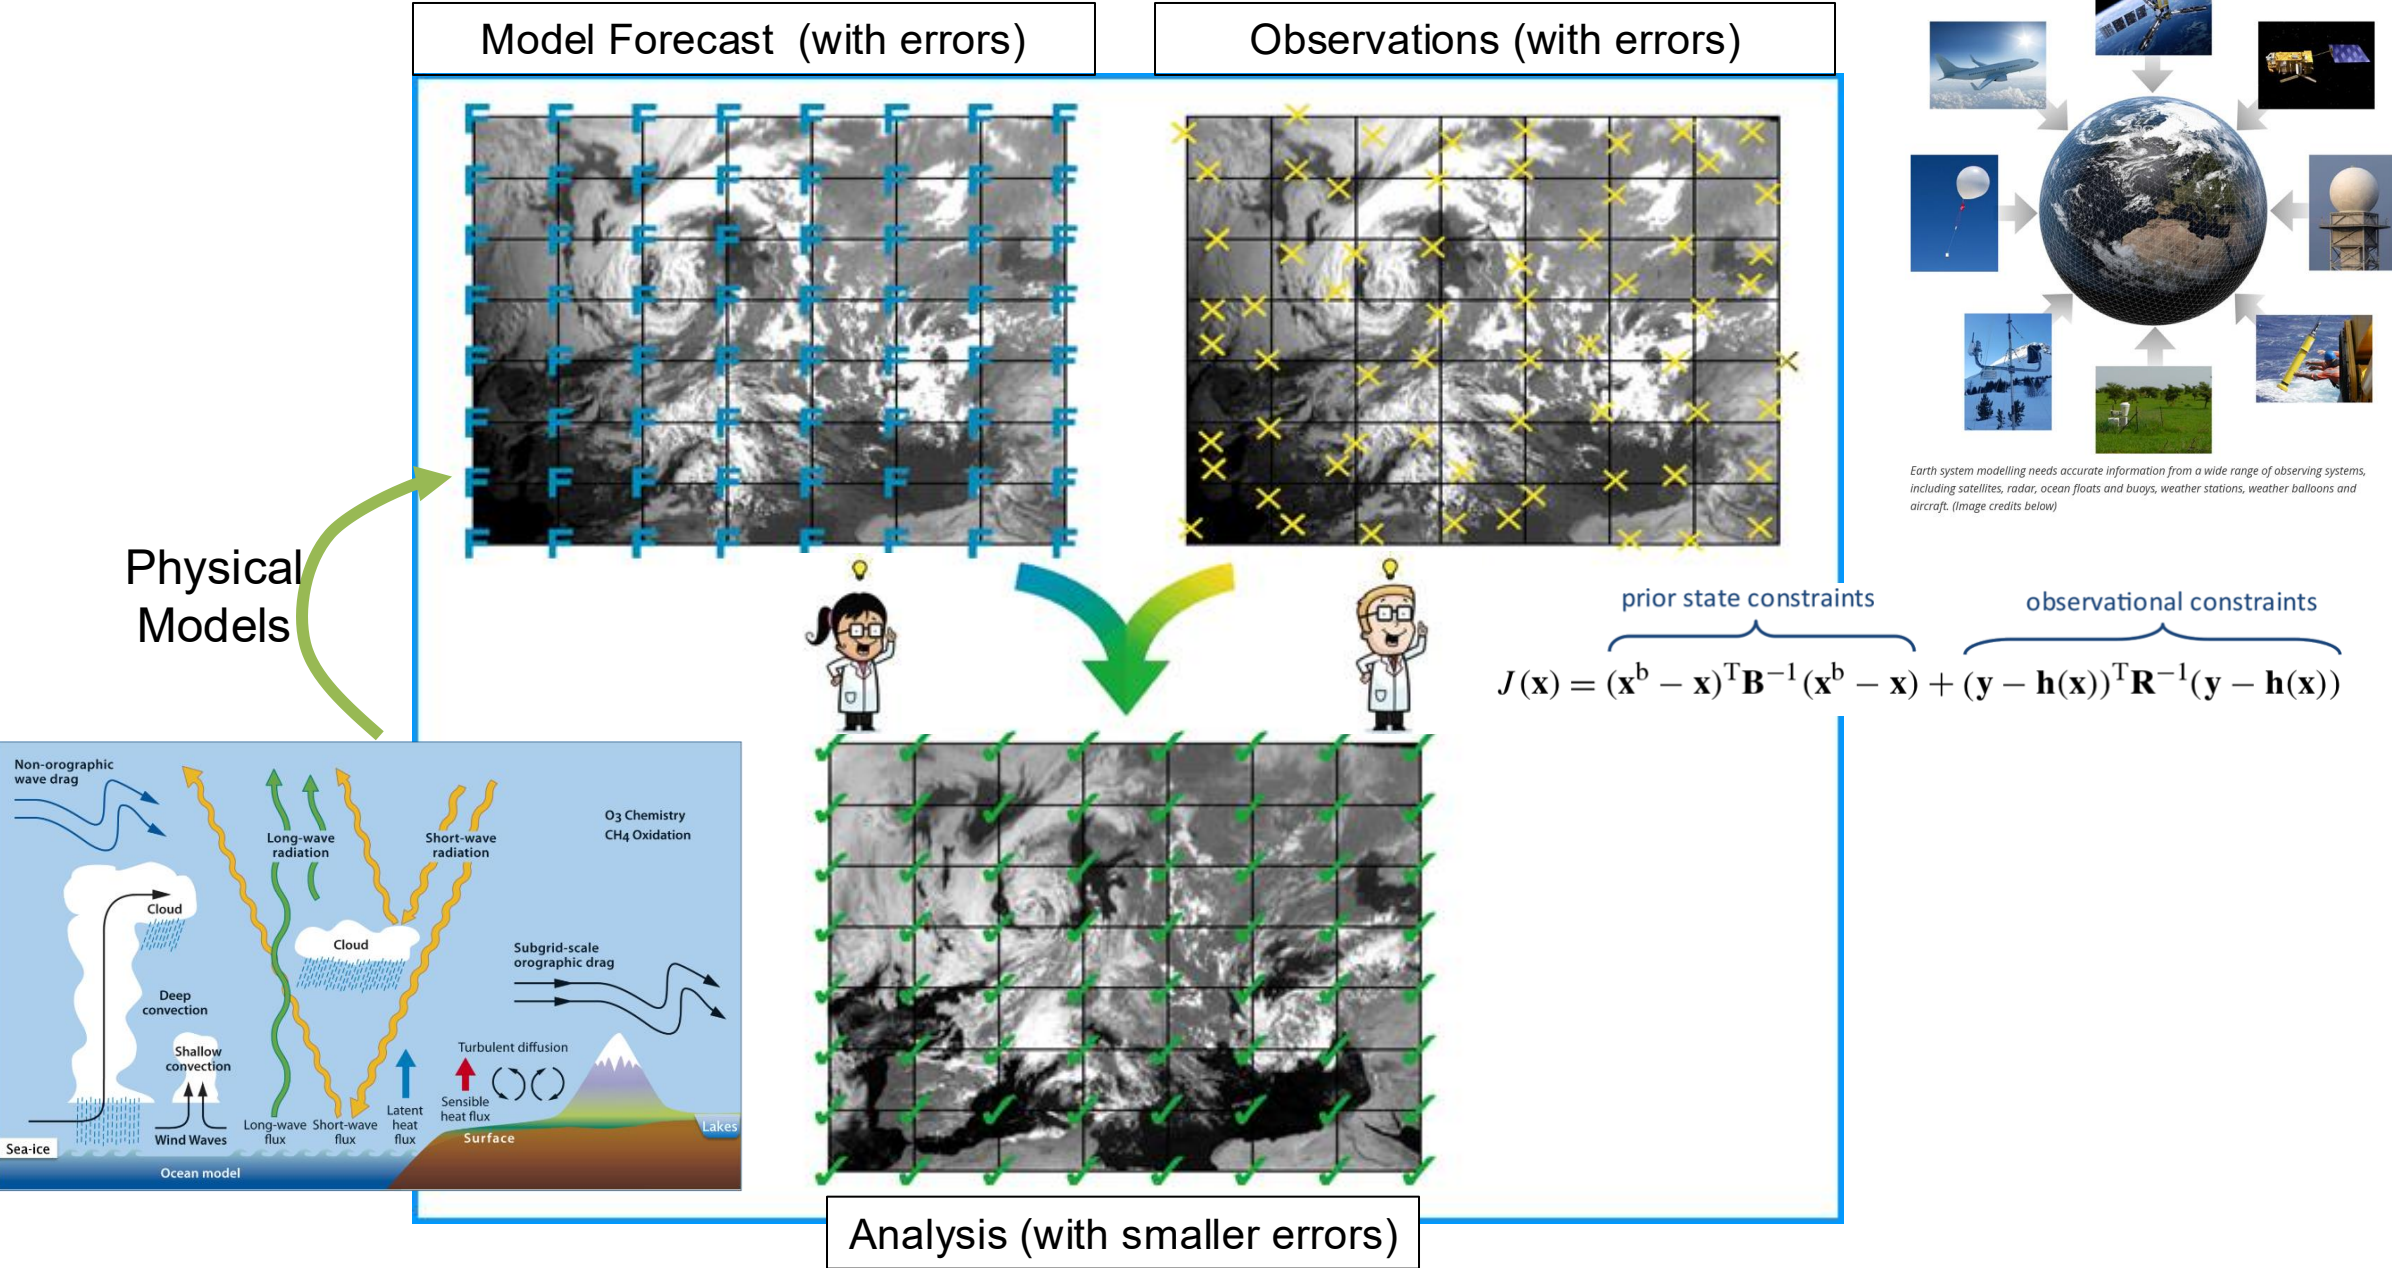 Model Forecast (with errors)
Observations (with errors)
F F F F F F F F
F F F F F F F F
F F F F F F F F
F F F F F F F F
F F F F F F F F
F F F F F F F F
F F F F F F F F
F F F F F F F F
Earth system modelling needs accurate information from a wide range of observing systems,
including satellites, radar, ocean floats and buoys, weather stations, weather balloons and
aircraft. (Image credits below)
Physical
Models
prior state constraints
observational constraints
J(x) = (xᵇ − x)ᵀB⁻¹(xᵇ − x) + (y − h(x))ᵀR⁻¹(y − h(x))
Non-orographic
wave drag
Long-wave
radiation
Short-wave
radiation
O3 Chemistry
CH4 Oxidation
Cloud
Cloud
Subgrid-scale
orographic drag
Deep
convection
Shallow
convection
Turbulent diffusion
Wind Waves
Long-wave
flux
Short-wave
flux
Latent
heat
flux
Sensible
heat flux
Surface
Lakes
Sea-ice
Ocean model
Analysis (with smaller errors)